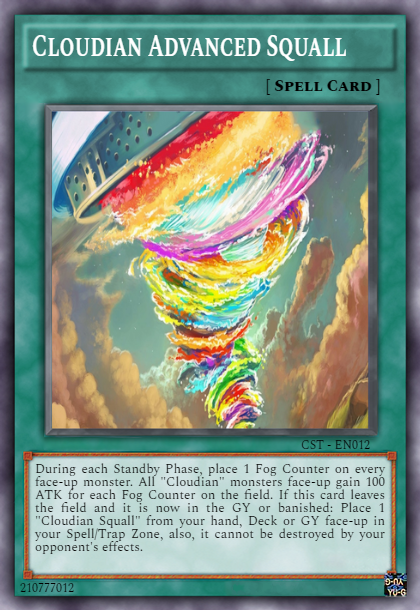 CLOUDIAN ADVANCED SQUALL
[ SPELL CARD ]
CST - EN012
During each Standby Phase, place 1 Fog Counter on every
face-up monster. All "Cloudian" monsters face-up gain 100
ATK for each Fog Counter on the field. If this card leaves
the field and it is now in the GY or banished: Place 1
"Cloudian Squall" from your hand, Deck or GY face-up in
your Spell/Trap Zone, also, it cannot be destroyed by your
opponent's effects.
210777012